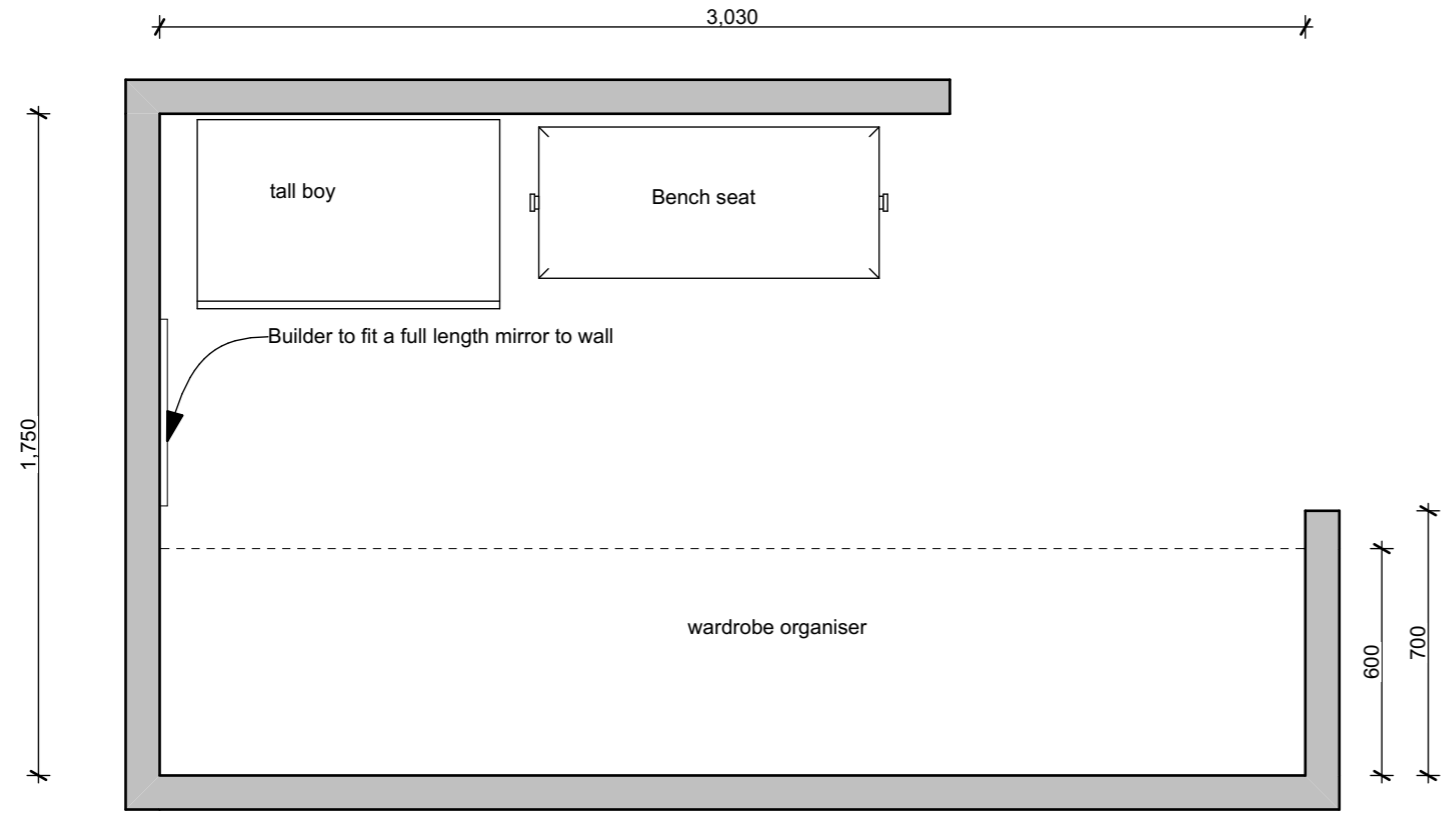 3,030
tall boy
Bench seat
Builder to fit a full length mirror to wall
1,750
wardrobe organiser
600
700